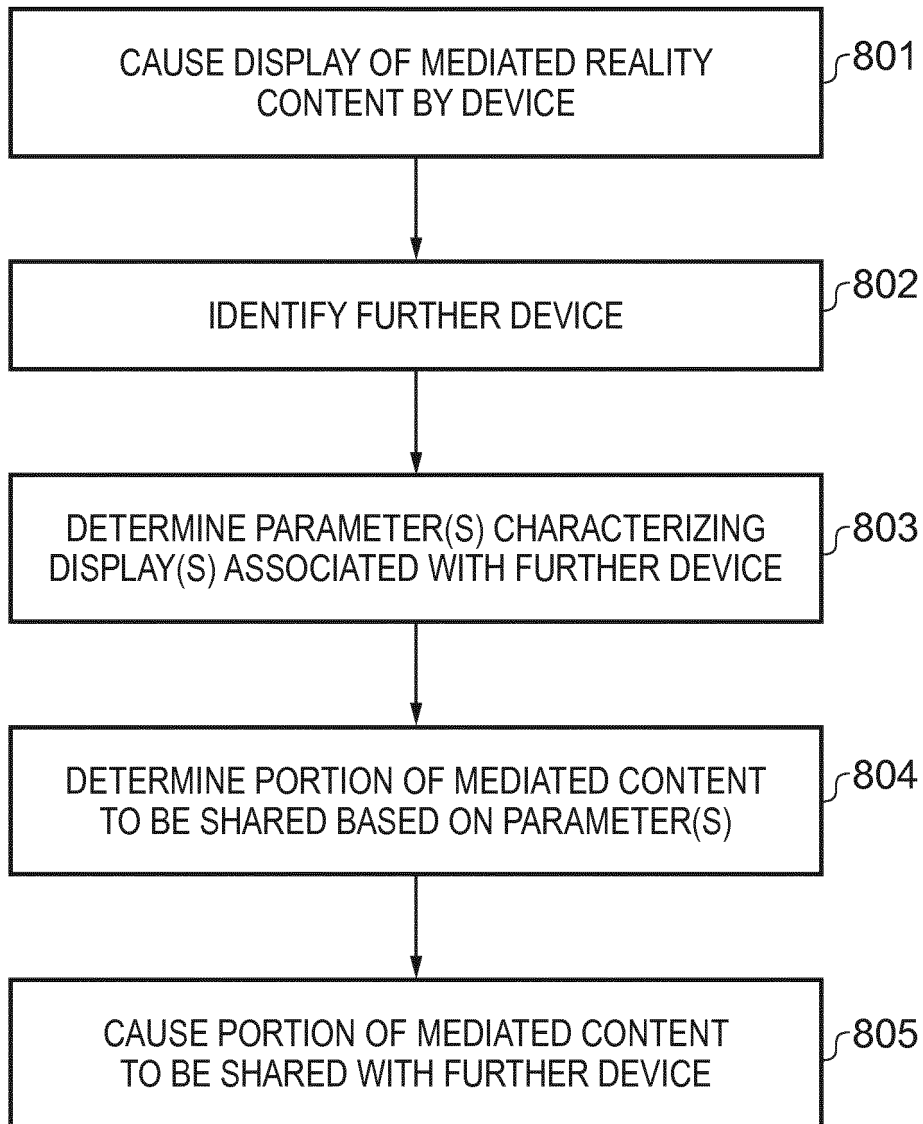 CAUSE DISPLAY OF MEDIATED REALITY
CONTENT BY DEVICE
801
IDENTIFY FURTHER DEVICE
802
DETERMINE PARAMETER(S) CHARACTERIZING
DISPLAY(S) ASSOCIATED WITH FURTHER DEVICE
803
DETERMINE PORTION OF MEDIATED CONTENT
TO BE SHARED BASED ON PARAMETER(S)
804
CAUSE PORTION OF MEDIATED CONTENT
TO BE SHARED WITH FURTHER DEVICE
805